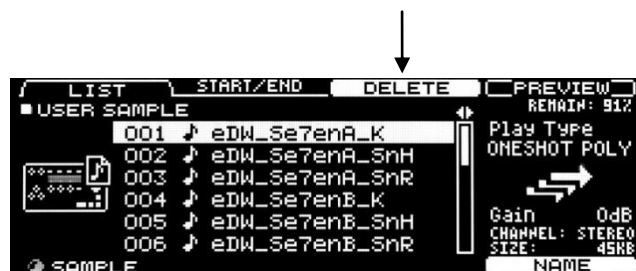 LIST START/END DELETE PREVIEW
USER SAMPLE
REMAIN: 91%
001 eDW_Se7enA_K
002 eDW_Se7enA_SnH
003 eDW_Se7enA_SnR
004 eDW_Se7enB_K
005 eDW_Se7enB_SnH
006 eDW_Se7enB_SnR
Play Type
ONESHOT POLY
Gain 0dB
CHANNEL: STEREO
SIZE: 45KB
SAMPLE
NAME